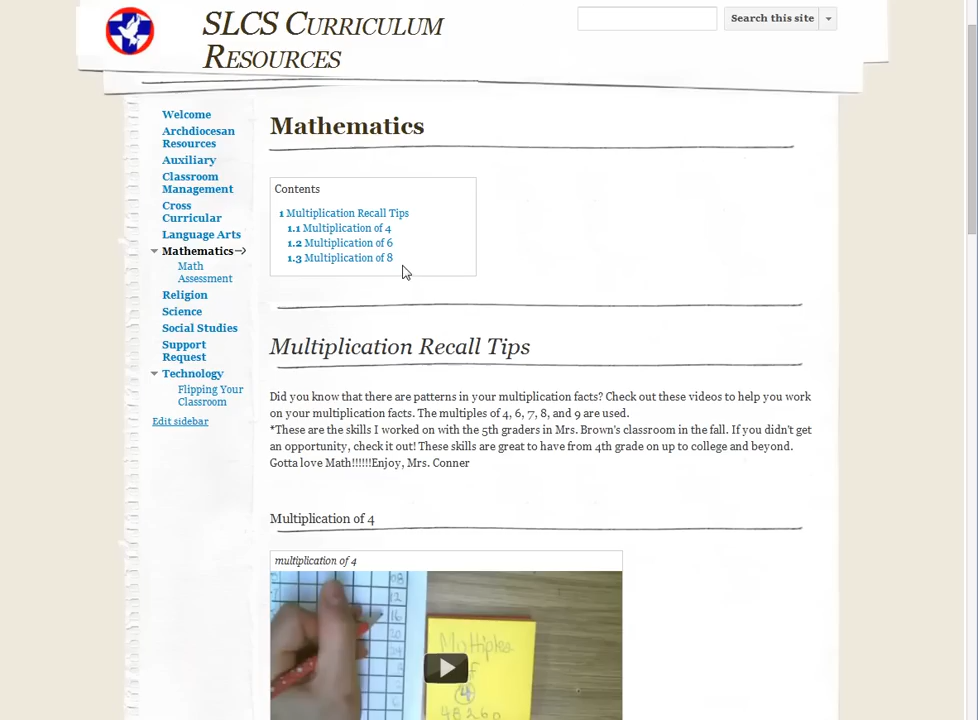 SLCS Curriculum
Resources
Search this site
Welcome
Archdiocesan
Resources
Auxiliary
Classroom
Management
Cross
Curricular
Language Arts
Mathematics
Math
Assessment
Religion
Science
Social Studies
Support
Request
Technology
Flipping Your
Classroom
Edit sidebar
Mathematics
Contents
1 Multiplication Recall Tips
1.1 Multiplication of 4
1.2 Multiplication of 6
1.3 Multiplication of 8
Multiplication Recall Tips
Did you know that there are patterns in your multiplication facts? Check out these videos to help you work
on your multiplication facts. The multiples of 4, 6, 7, 8, and 9 are used.
*These are the skills I worked on with the 5th graders in Mrs. Brown's classroom in the fall. If you didn't get
an opportunity, check it out! These skills are great to have from 4th grade on up to college and beyond.
Gotta love Math!!!!!!Enjoy, Mrs. Conner
Multiplication of 4
multiplication of 4
12
16
20
Multiples
4
48260